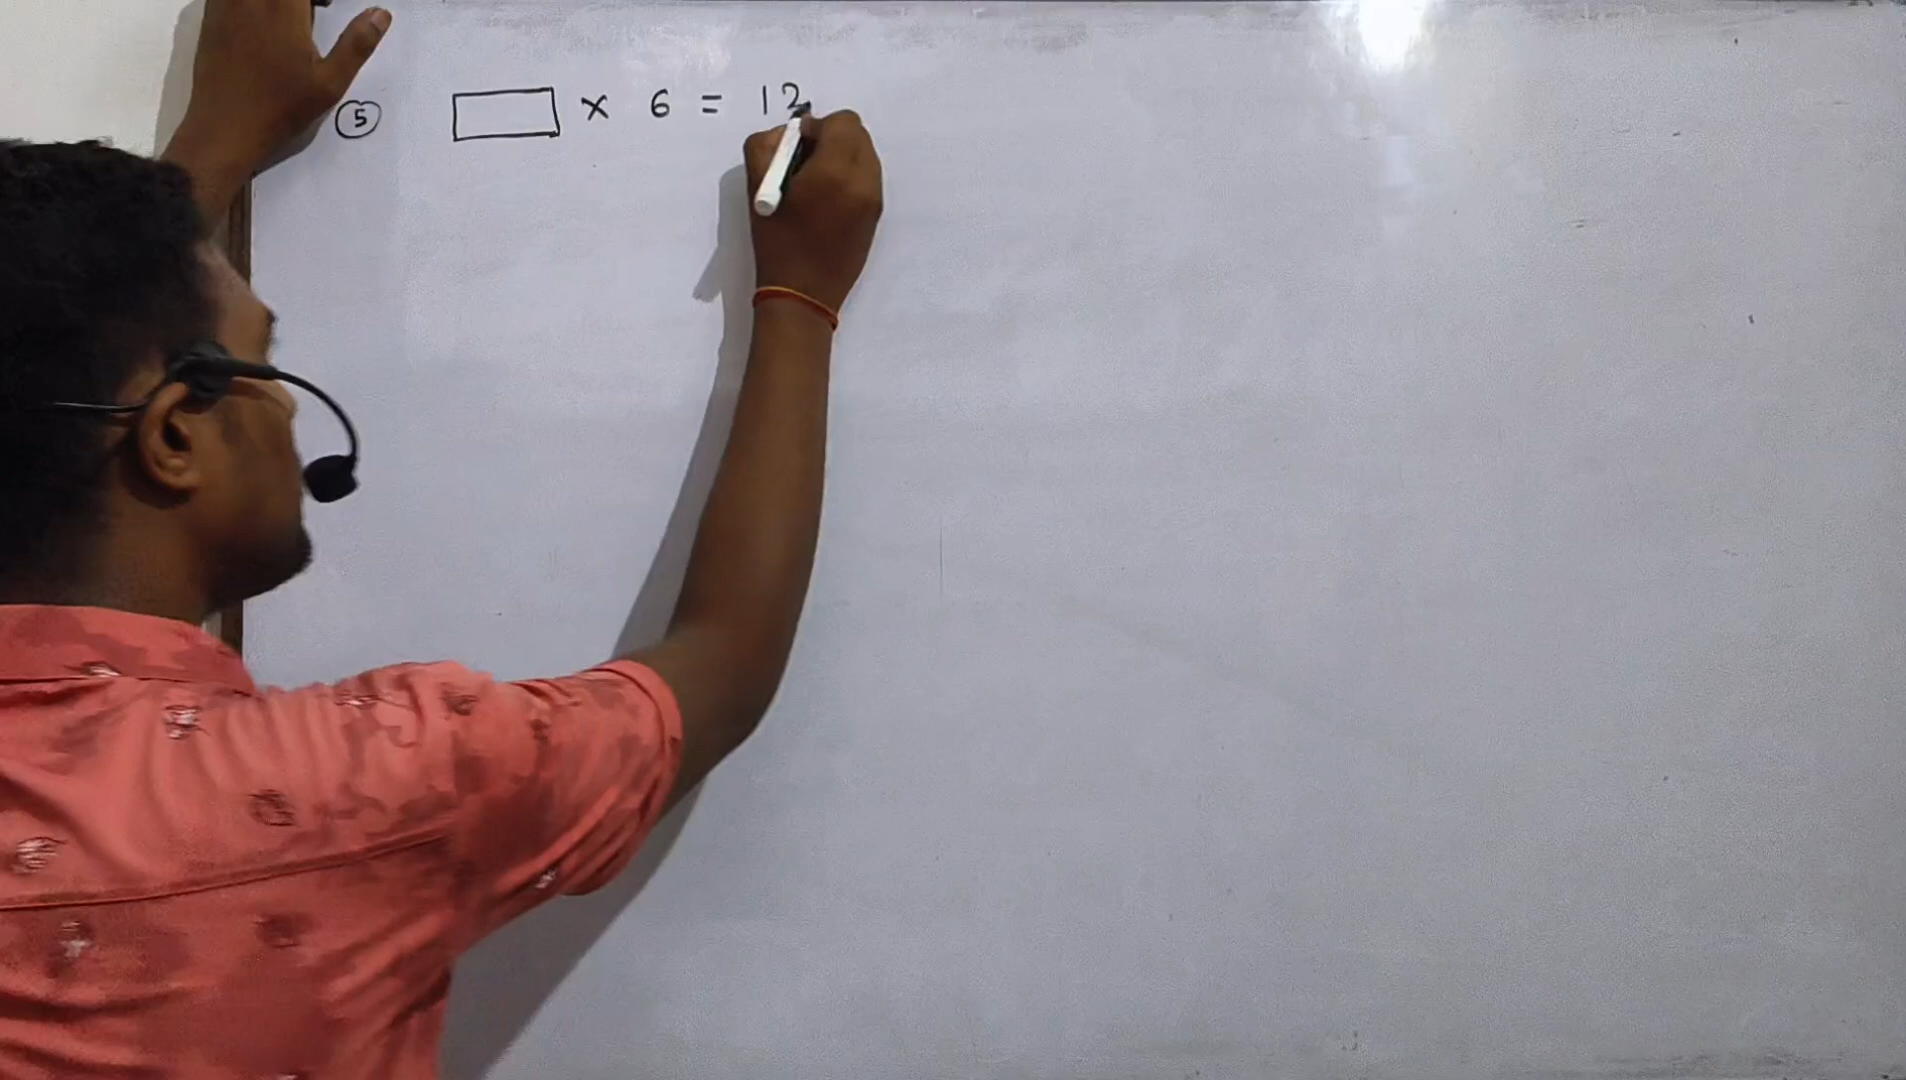 ⑤ □ × 6 = 12